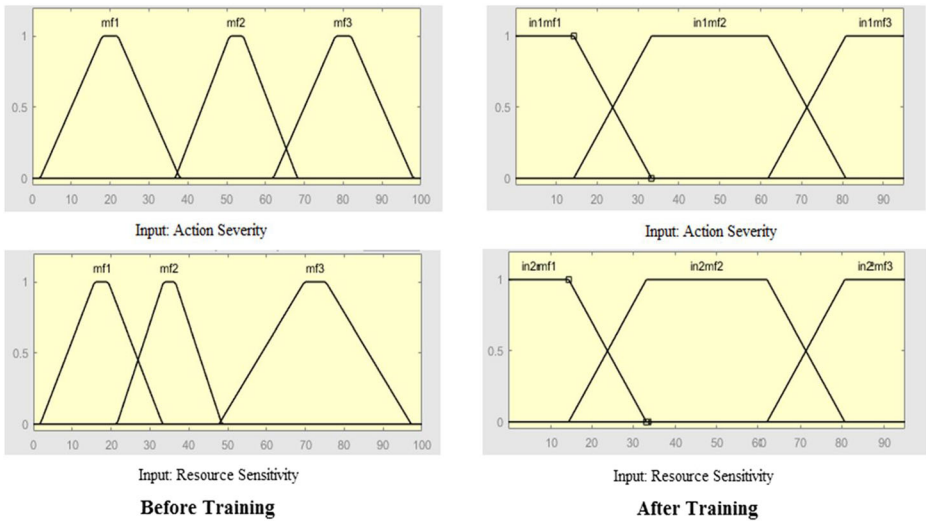 mf1 mf2 mf3
1
0.5
0
0 10 20 30 40 50 60 70 80 90 100
Input: Action Severity
in1mf1 in1mf2 in1mf3
1
0.5
0
10 20 30 40 50 60 70 80 90
Input: Action Severity
mf1 mf2 mf3
1
0.5
0
0 10 20 30 40 50 60 70 80 90 100
Input: Resource Sensitivity
Before Training
in2mf1 in2mf2 in2mf3
1
0.5
0
10 20 30 40 50 60 70 80 90
Input: Resource Sensitivity
After Training